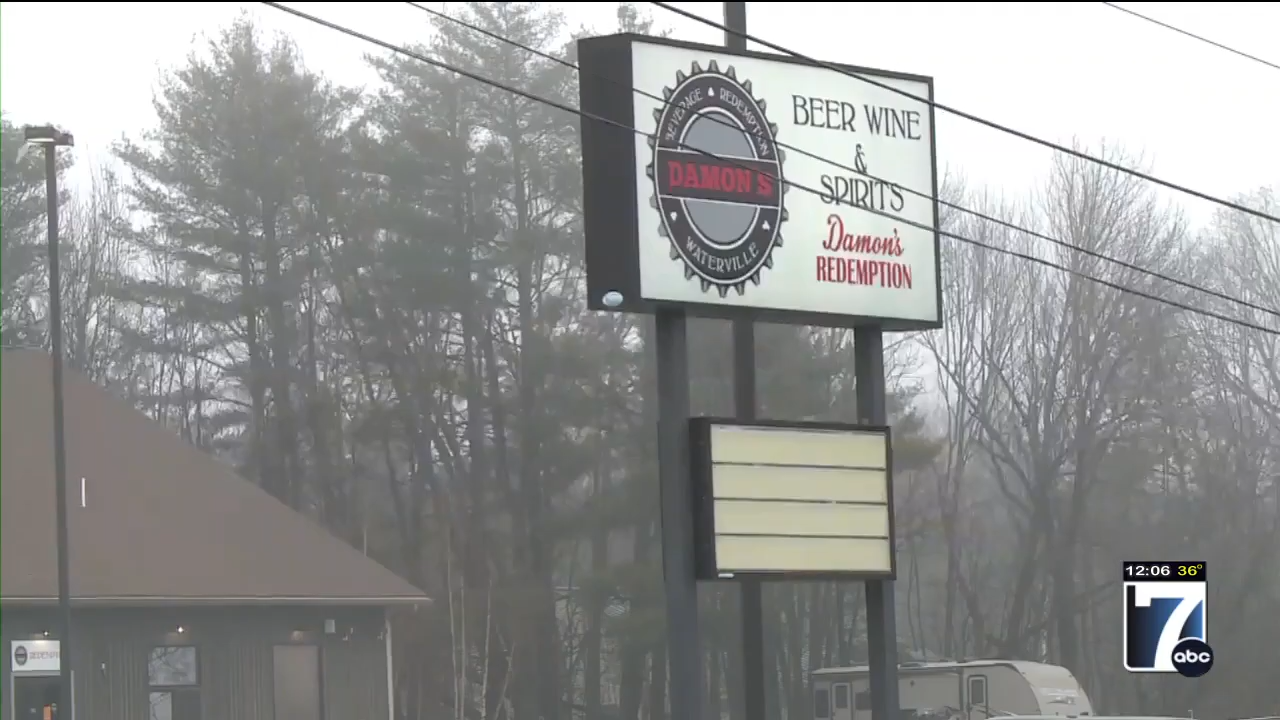 BEVERAGE REDEMPTION
DAMON'S
WATERVILLE
BEER WINE
&
SPIRITS
Damon's
REDEMPTION
12:06 36°
7
abc